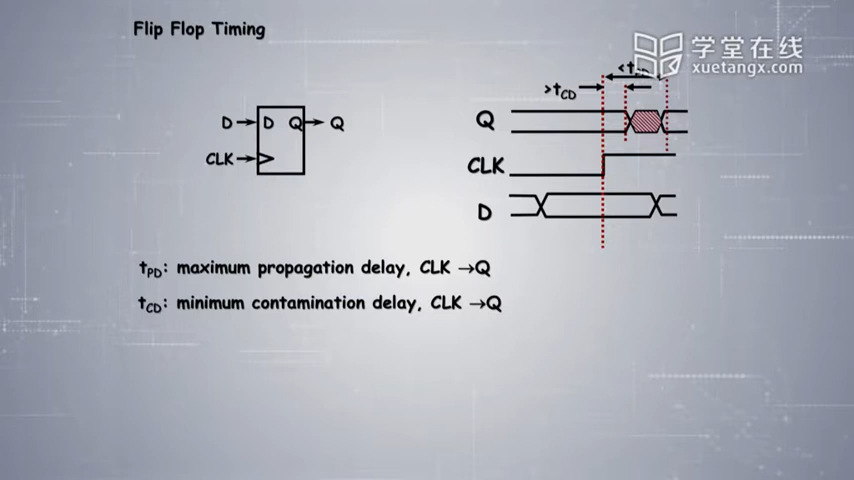 Flip Flop Timing
学堂在线
xuetangx.com
>tCD
D D Q Q
CLK
Q
CLK
D
tPD: maximum propagation delay, CLK →Q
tCD: minimum contamination delay, CLK →Q